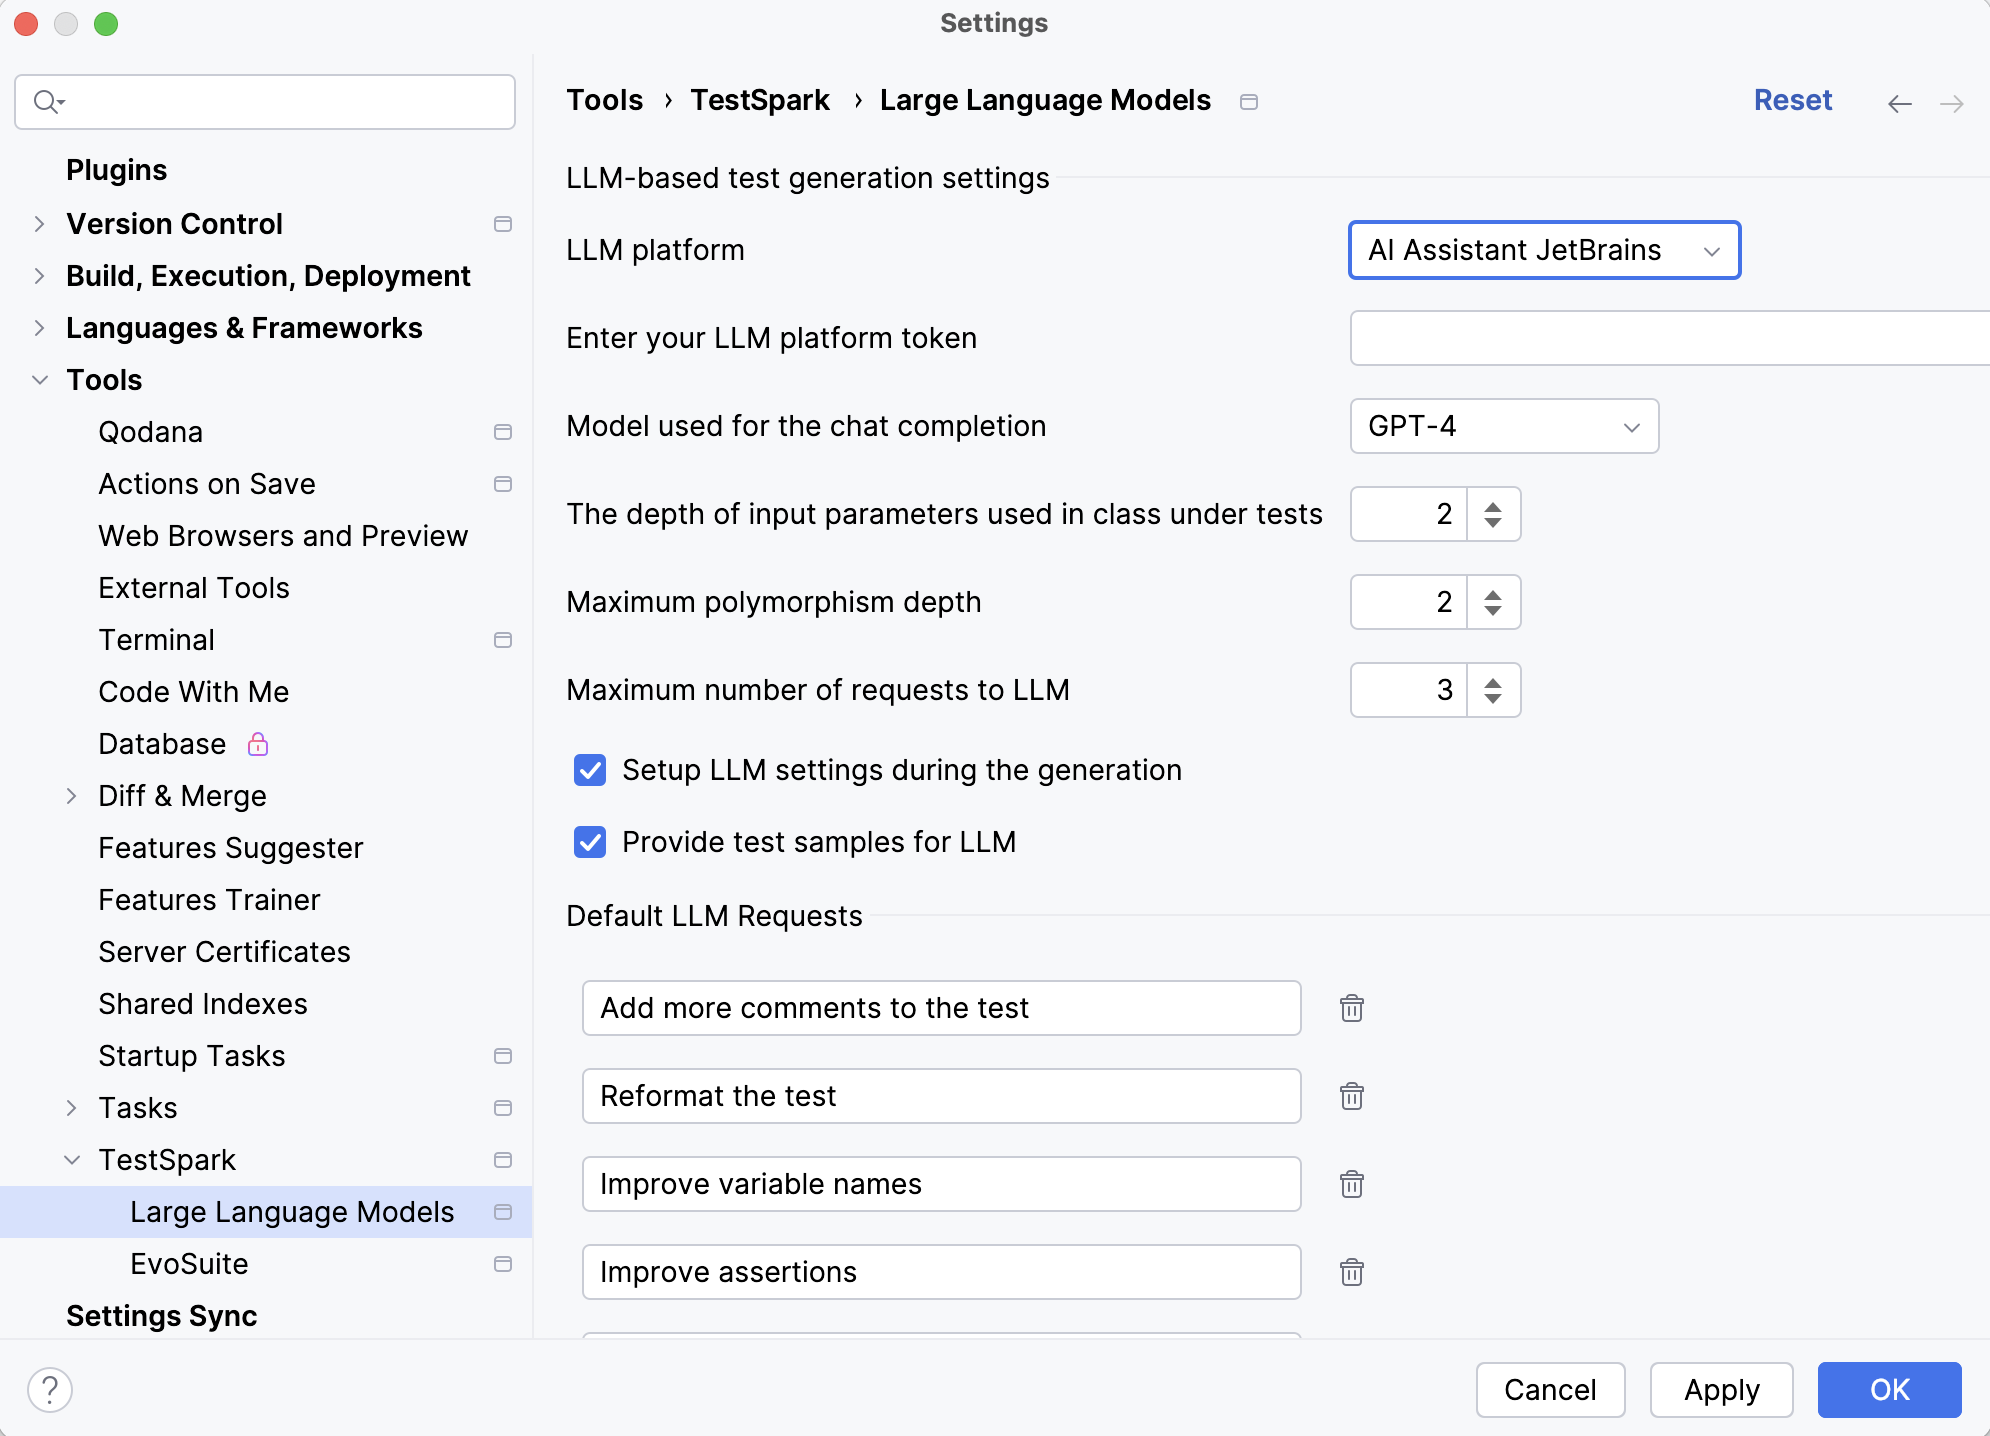 Settings
Plugins
Version Control
Build, Execution, Deployment
Languages & Frameworks
Tools
Qodana
Actions on Save
Web Browsers and Preview
External Tools
Terminal
Code With Me
Database
Diff & Merge
Features Suggester
Features Trainer
Server Certificates
Shared Indexes
Startup Tasks
Tasks
TestSpark
Large Language Models
EvoSuite
Settings Sync
Tools › TestSpark › Large Language Models
Reset
LLM-based test generation settings
LLM platform AI Assistant JetBrains
Enter your LLM platform token
Model used for the chat completion GPT-4
The depth of input parameters used in class under tests 2
Maximum polymorphism depth 2
Maximum number of requests to LLM 3
Setup LLM settings during the generation
Provide test samples for LLM
Default LLM Requests
Add more comments to the test
Reformat the test
Improve variable names
Improve assertions
? Cancel Apply OK